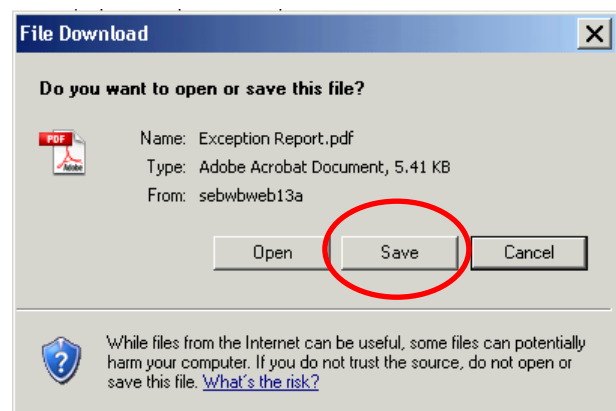 File Download
Do you want to open or save this file?
PDF
Adobe
Name: Exception Report.pdf
Type: Adobe Acrobat Document, 5.41 KB
From: sebwbweb13a
Open Save Cancel
While files from the Internet can be useful, some files can potentially
harm your computer. If you do not trust the source, do not open or
save this file. What's the risk?